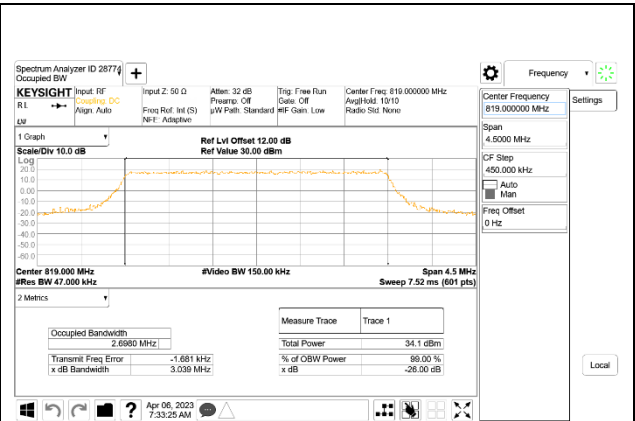 Spectrum Analyzer ID 28774
Occupied BW
Frequency
KEYSIGHT
R L
Input: RF
Coupling: DC
Align: Auto
Input Z: 50 Ω
Freq Ref: Int (S)
NFE: Adaptive
Atten: 32 dB
Preamp: Off
µW Path: Standard
Trig: Free Run
Gate: Off
#IF Gain: Low
Center Freq: 819.000000 MHz
Avg|Hold: 10/10
Radio Std: None
Center Frequency
819.000000 MHz
Settings
Span
4.5000 MHz
CF Step
450.000 kHz
Auto
Man
Freq Offset
0 Hz
1 Graph
Scale/Div 10.0 dB
Ref Lvl Offset 12.00 dB
Ref Value 30.00 dBm
Log
20.0
10.0
0.00
-10.0
-20.0
-30.0
-40.0
-50.0
-60.0
Center 819.000 MHz
#Video BW 150.00 kHz
Span 4.5 MHz
#Res BW 47.000 kHz
Sweep 7.52 ms (601 pts)
2 Metrics
Measure Trace
Trace 1
Occupied Bandwidth
2.6980 MHz
Total Power
34.1 dBm
Transmit Freq Error
-1.681 kHz
% of OBW Power
99.00 %
x dB Bandwidth
3.039 MHz
x dB
-26.00 dB
Local
Apr 06, 2023
7:33:25 AM